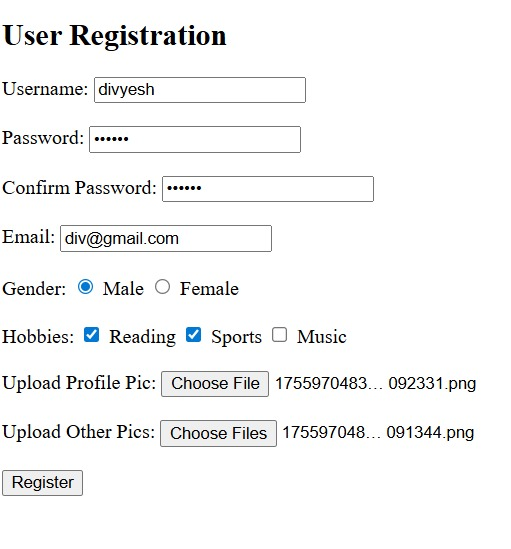 User Registration
Username: divyesh
Password: ••••••
Confirm Password: ••••••
Email: div@gmail.com
Gender: Male Female
Hobbies: Reading Sports Music
Upload Profile Pic: Choose File 1755970483... 092331.png
Upload Other Pics: Choose Files 175597048... 091344.png
Register